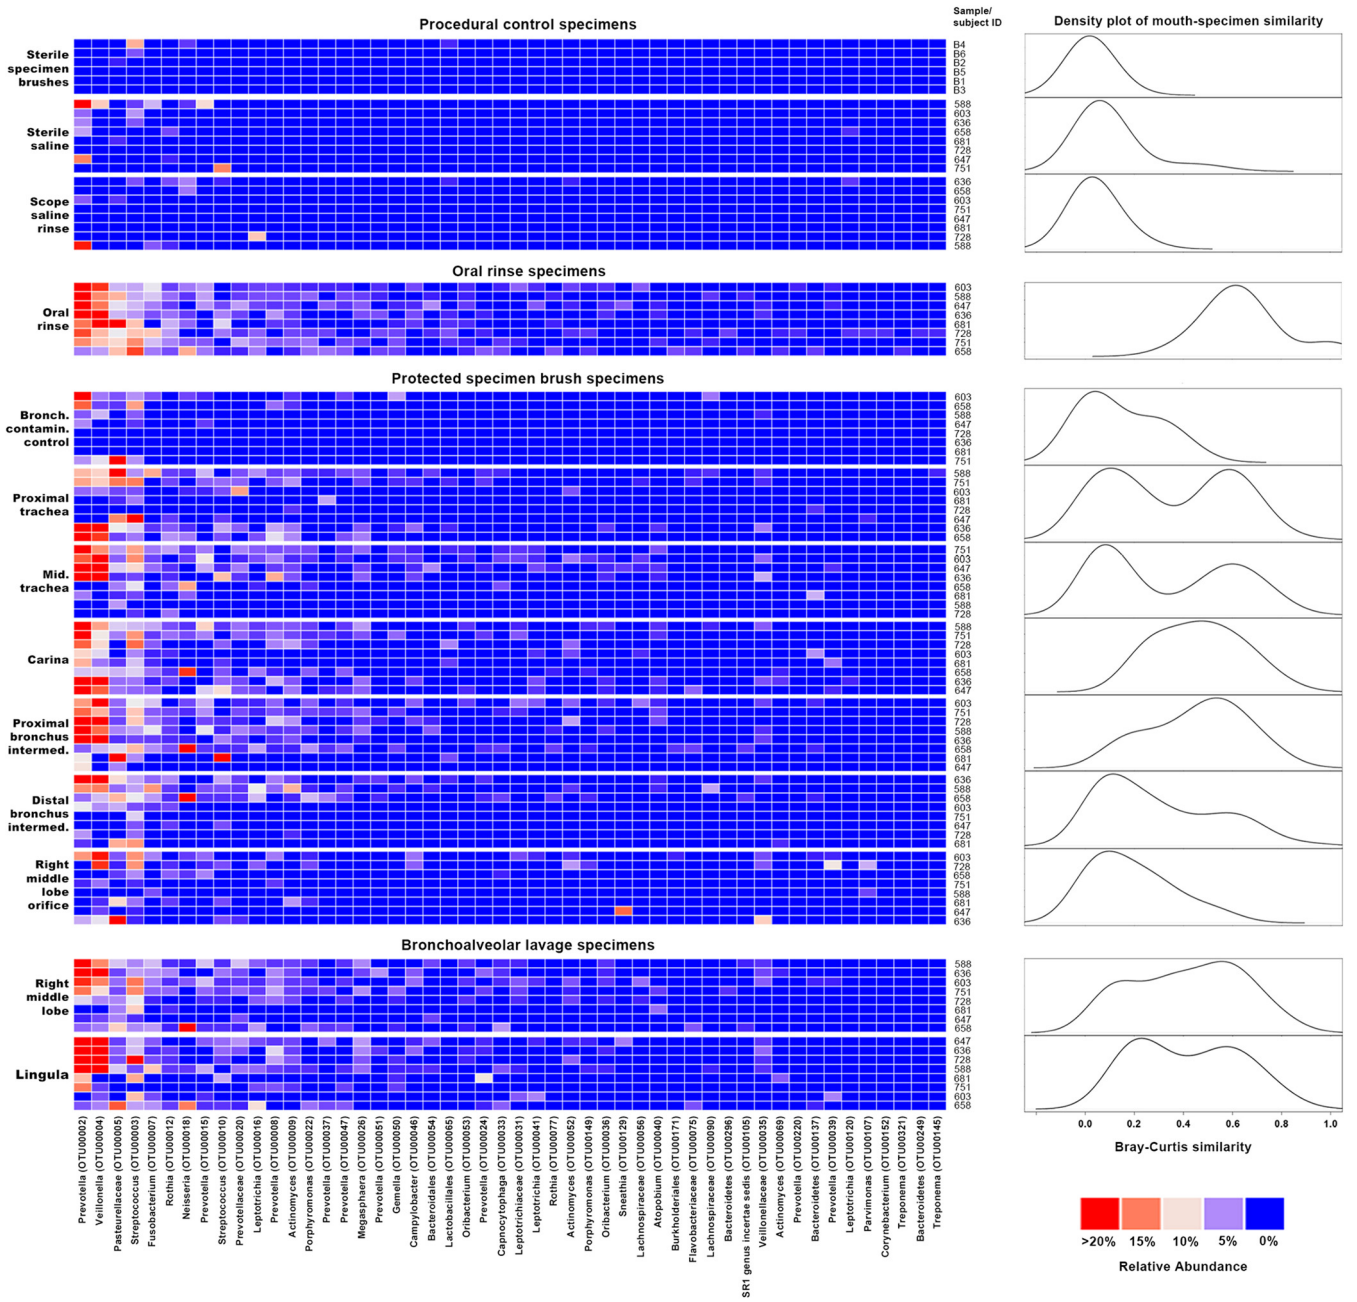 Procedural control specimens
Sample/
subject ID
Density plot of mouth-specimen similarity
Sterile
specimen
brushes
B4
B6
B2
B5
B1
B3
Sterile
saline
588
603
636
658
681
728
647
751
Scope
saline
rinse
636
658
603
751
647
681
728
588
Oral rinse specimens
Oral
rinse
603
588
647
636
681
728
751
658
Protected specimen brush specimens
Bronch.
contamin.
control
603
658
588
647
728
636
681
751
Proximal
trachea
588
751
603
681
728
647
636
658
Mid.
trachea
751
603
647
636
658
681
588
728
Carina
588
751
728
603
681
658
636
647
Proximal
bronchus
intermed.
603
751
728
588
636
658
681
647
Distal
bronchus
intermed.
636
588
658
603
751
647
728
681
Right
middle
lobe
orifice
603
728
658
751
588
681
647
636
Bronchoalveolar lavage specimens
Right
middle
lobe
588
636
603
751
728
681
647
658
Lingula
647
636
728
588
681
751
603
658
Prevotella (OTU00002)
Veillonella (OTU00004)
Pasteurellaceae (OTU00005)
Streptococcus (OTU00003)
Fusobacterium (OTU00007)
Rothia (OTU00012)
Neisseria (OTU00018)
Prevotella (OTU00015)
Streptococcus (OTU00010)
Prevotellaceae (OTU00020)
Leptotrichia (OTU00016)
Prevotella (OTU00008)
Actinomyces (OTU00009)
Porphyromonas (OTU00022)
Prevotella (OTU00037)
Prevotella (OTU00047)
Megasphaera (OTU00026)
Prevotella (OTU00051)
Gemella (OTU00050)
Campylobacter (OTU00046)
Bacteroidales (OTU00054)
Lactobacillales (OTU00065)
Oribacterium (OTU00053)
Prevotella (OTU00024)
Capnocytophaga (OTU00033)
Leptotrichiaceae (OTU00031)
Leptotrichia (OTU00041)
Rothia (OTU00077)
Actinomyces (OTU00052)
Porphyromonas (OTU00149)
Oribacterium (OTU00036)
Sneathia (OTU00129)
Lachnospiraceae (OTU00056)
Atopobium (OTU00040)
Burkholderiales (OTU00171)
Flavobacteriaceae (OTU00075)
Lachnospiraceae (OTU00090)
Bacteroidetes (OTU00296)
SR1 genus incertae sedis (OTU00105)
Veillonellaceae (OTU00035)
Actinomyces (OTU00069)
Prevotella (OTU00220)
Bacteroidetes (OTU00137)
Prevotella (OTU00039)
Leptotrichia (OTU00120)
Parvimonas (OTU00107)
Corynebacterium (OTU00152)
Treponema (OTU00321)
Bacteroidetes (OTU00249)
Treponema (OTU00145)
0.0 0.2 0.4 0.6 0.8 1.0
Bray-Curtis similarity
>20% 15% 10% 5% 0%
Relative Abundance